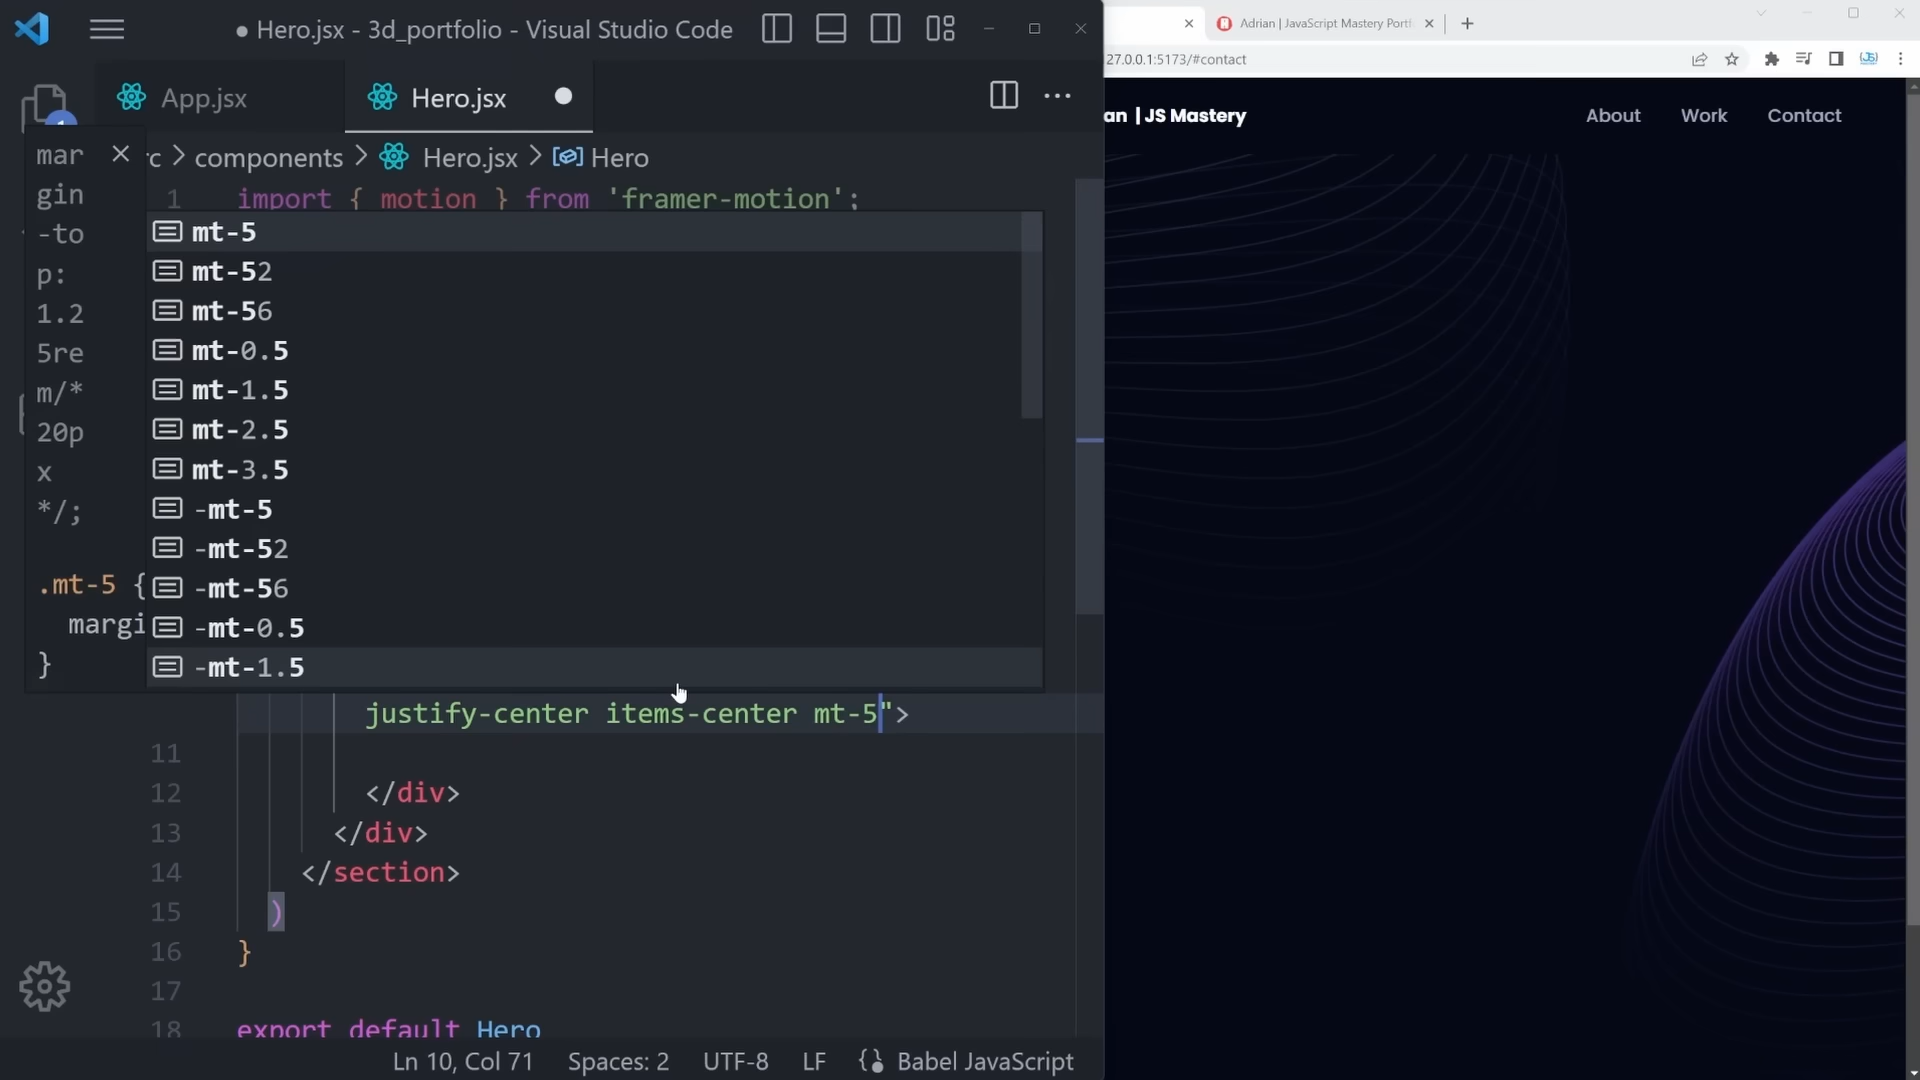 Hero.jsx - 3d_portfolio - Visual Studio Code
App.jsx
Hero.jsx
components
Hero.jsx
Hero
1 import { motion } from 'framer-motion';
mar
gin
-to
p:
1.2
5re
m/*
20p
x
*/;
.mt-5 {
margi
}
mt-5
mt-52
mt-56
mt-0.5
mt-1.5
mt-2.5
mt-3.5
-mt-5
-mt-52
-mt-56
-mt-0.5
-mt-1.5
justify-center items-center mt-5">
11
12 </div>
13 </div>
14 </section>
15 )
16 }
17
18 export default Hero
Ln 10, Col 71 Spaces: 2 UTF-8 LF Babel JavaScript
Adrian | JavaScript Mastery Portf
27.0.0.1:5173/#contact
an | JS Mastery
About Work Contact